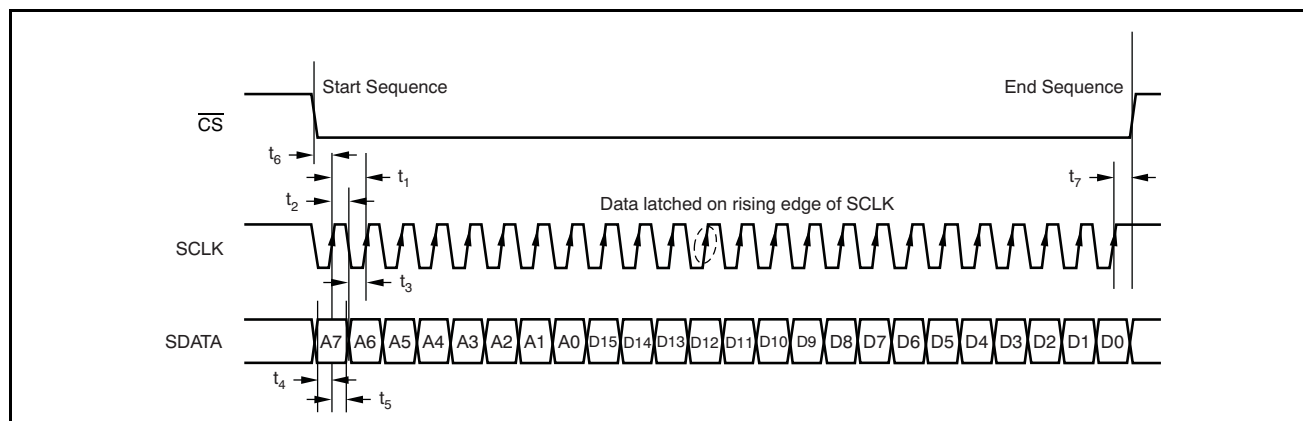 Start Sequence
End Sequence
CS
t6
t1
t7
t2
Data latched on rising edge of SCLK
SCLK
t3
SDATA
A7 A6 A5 A4 A3 A2 A1 A0 D15 D14 D13 D12 D11 D10 D9 D8 D7 D6 D5 D4 D3 D2 D1 D0
t4
t5